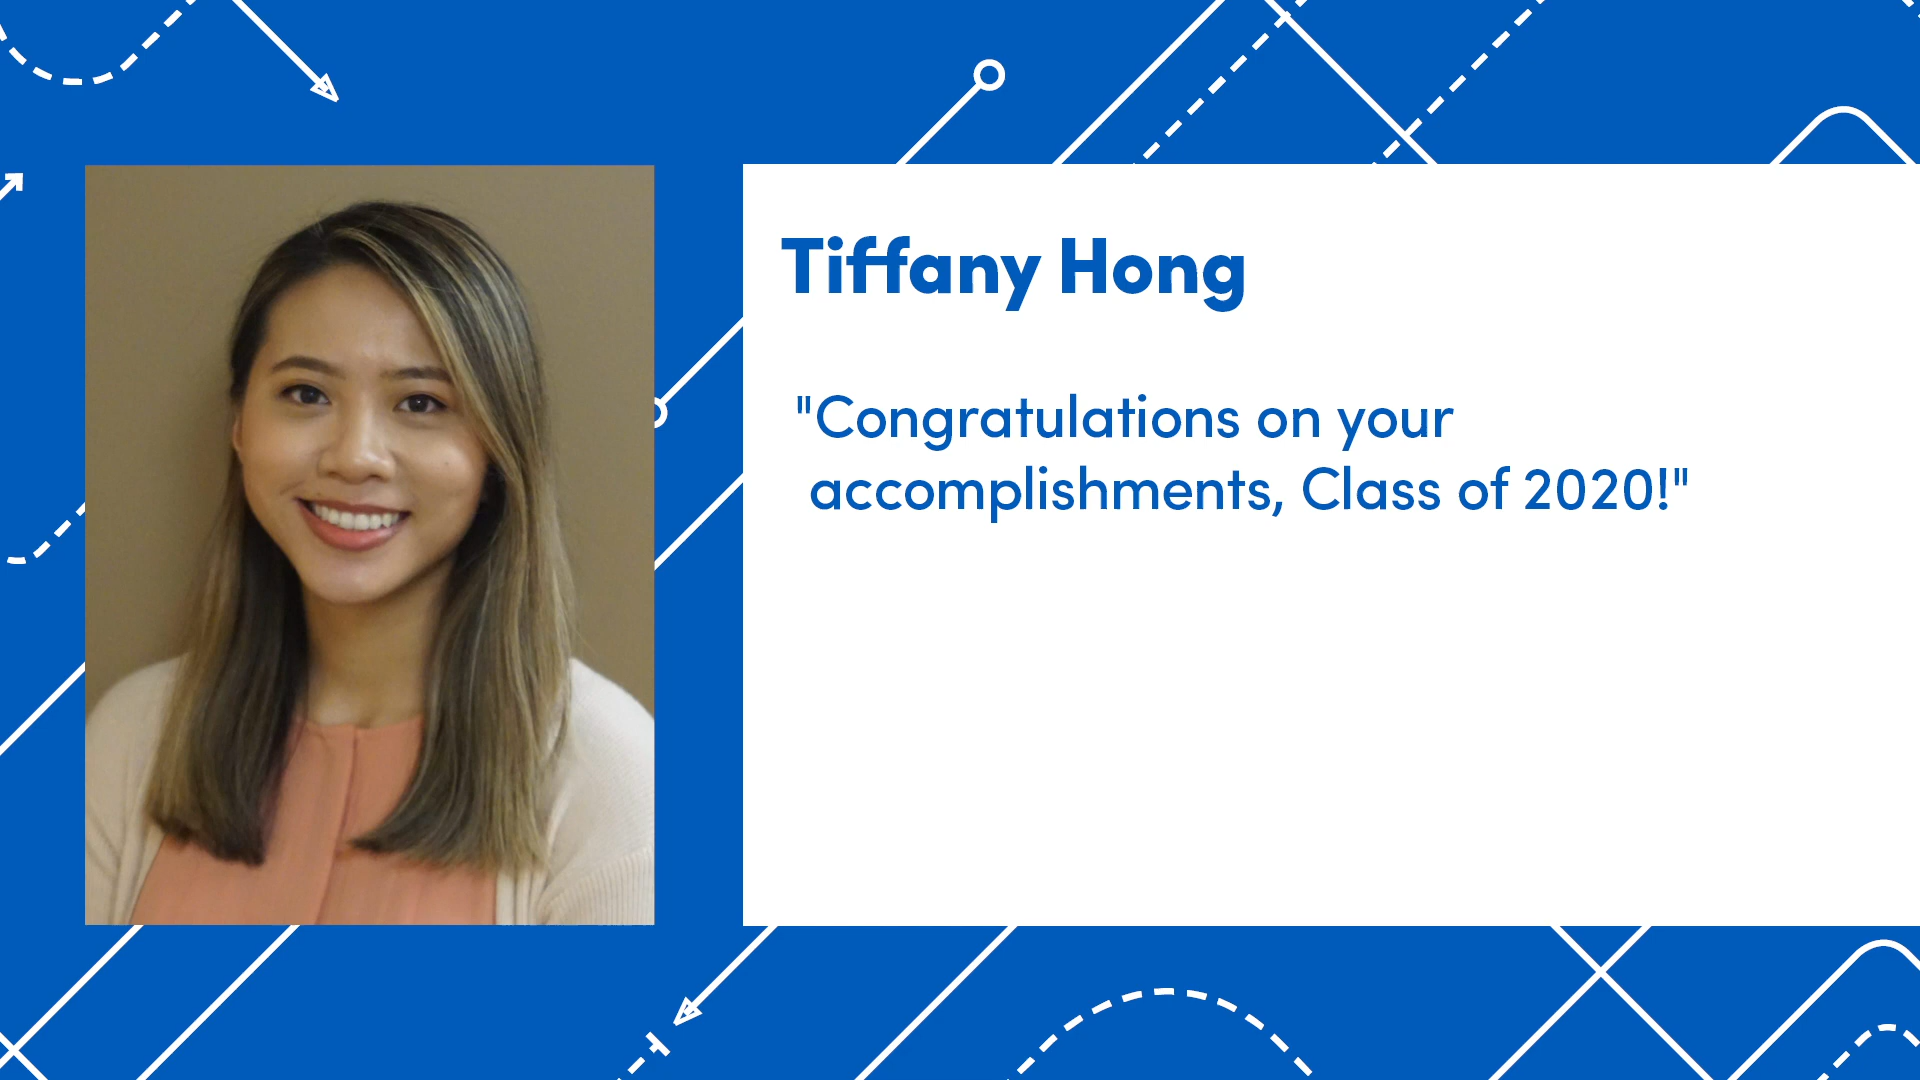 Tiffany Hong
"Congratulations on your
accomplishments, Class of 2020!"